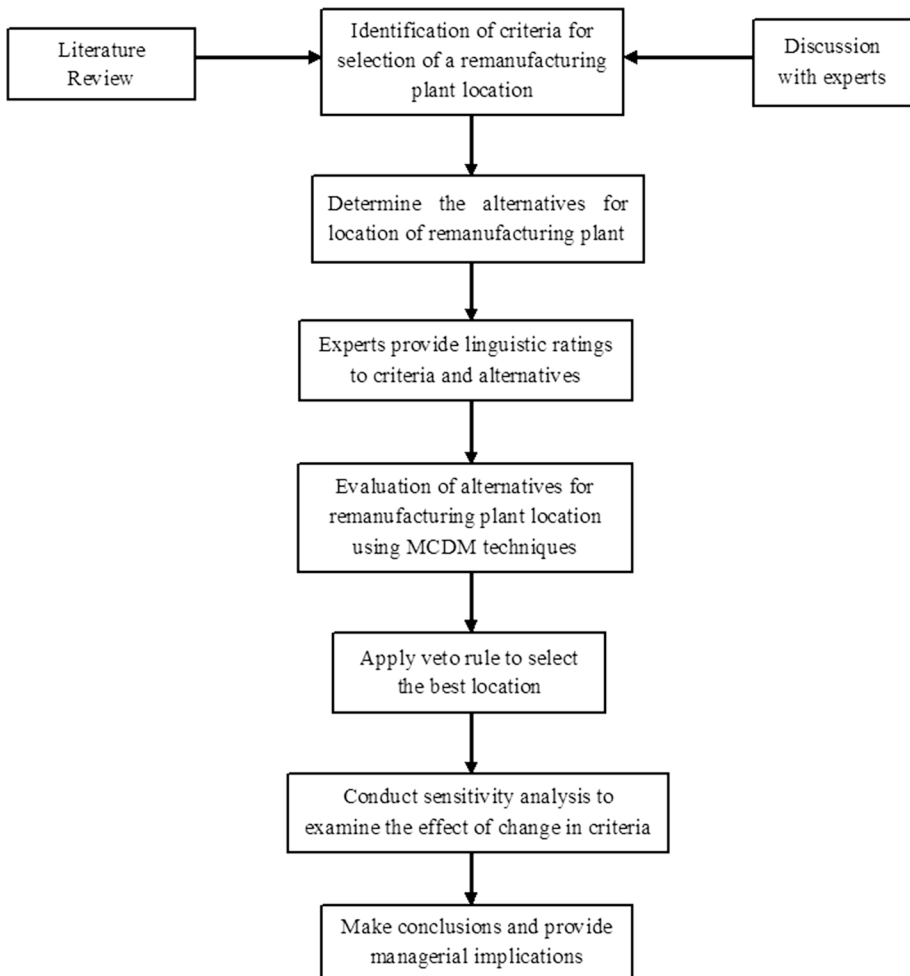 Literature
Review
Identification of criteria for
selection of a remanufacturing
plant location
Discussion
with experts
Determine the alternatives for
location of remanufacturing plant
Experts provide linguistic ratings
to criteria and alternatives
Evaluation of alternatives for
remanufacturing plant location
using MCDM techniques
Apply veto rule to select
the best location
Conduct sensitivity analysis to
examine the effect of change in criteria
Make conclusions and provide
managerial implications